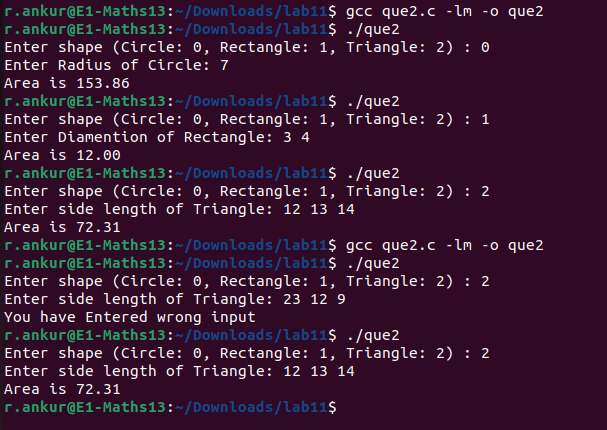 r.ankur@E1-Maths13:~/Downloads/lab11$ gcc que2.c -lm -o que2
r.ankur@E1-Maths13:~/Downloads/lab11$ ./que2
Enter shape (Circle: 0, Rectangle: 1, Triangle: 2) : 0
Enter Radius of Circle: 7
Area is 153.86
r.ankur@E1-Maths13:~/Downloads/lab11$ ./que2
Enter shape (Circle: 0, Rectangle: 1, Triangle: 2) : 1
Enter Diamention of Rectangle: 3 4
Area is 12.00
r.ankur@E1-Maths13:~/Downloads/lab11$ ./que2
Enter shape (Circle: 0, Rectangle: 1, Triangle: 2) : 2
Enter side length of Triangle: 12 13 14
Area is 72.31
r.ankur@E1-Maths13:~/Downloads/lab11$ gcc que2.c -lm -o que2
r.ankur@E1-Maths13:~/Downloads/lab11$ ./que2
Enter shape (Circle: 0, Rectangle: 1, Triangle: 2) : 2
Enter side length of Triangle: 23 12 9
You have Entered wrong input
r.ankur@E1-Maths13:~/Downloads/lab11$ ./que2
Enter shape (Circle: 0, Rectangle: 1, Triangle: 2) : 2
Enter side length of Triangle: 12 13 14
Area is 72.31
r.ankur@E1-Maths13:~/Downloads/lab11$